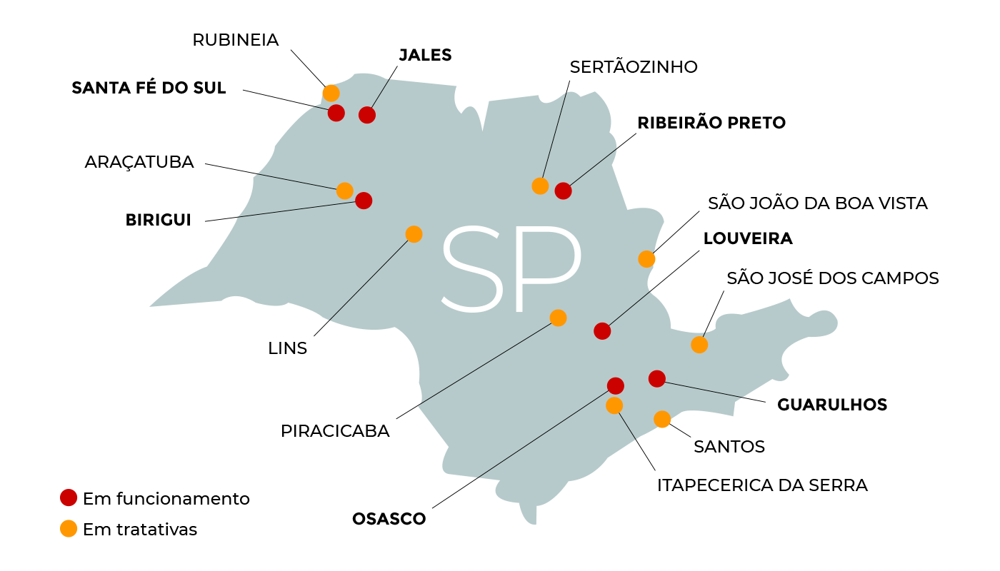 RUBINEIA
JALES
SERTÃOZINHO
SANTA FÉ DO SUL
RIBEIRÃO PRETO
ARAÇATUBA
SÃO JOÃO DA BOA VISTA
BIRIGUI
LOUVEIRA
SP
SÃO JOSÉ DOS CAMPOS
LINS
GUARULHOS
PIRACICABA
SANTOS
ITAPECERICA DA SERRA
OSASCO
Em funcionamento
Em tratativas